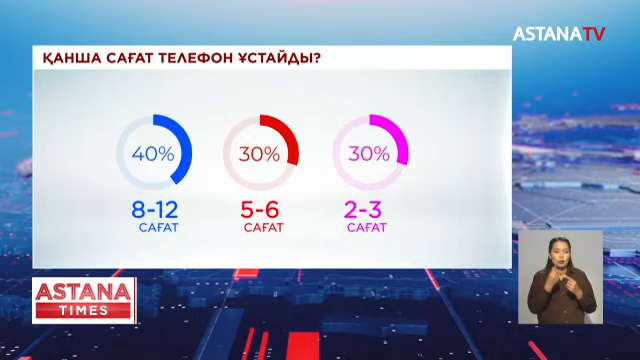 ASTANATV
ҚАНША САҒАТ ТЕЛЕФОН ҰСТАЙДЫ?
40% 30% 30%
8-12 5-6 2-3
САҒАТ САҒАТ САҒАТ
ASTANA
TIMES